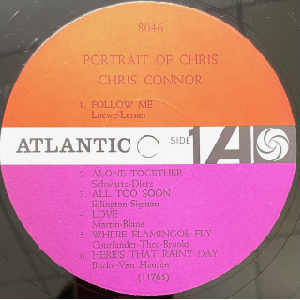 8046
PORTRAIT OF CHRIS
CHRIS CONNOR
1. FOLLOW ME
Loewe-Lerner
ATLANTIC
SIDE 1
A
2. ALONE TOGETHER
Schwartz-Dietz
3. ALL TOO SOON
Ellington Sigman
4. LOVE
Martin-Blane
5. WHERE FLAMINGOS FLY
Courlander-Thea-Brooks
6. HERE'S THAT RAINY DAY
Burke-Van Heusen
(11765)